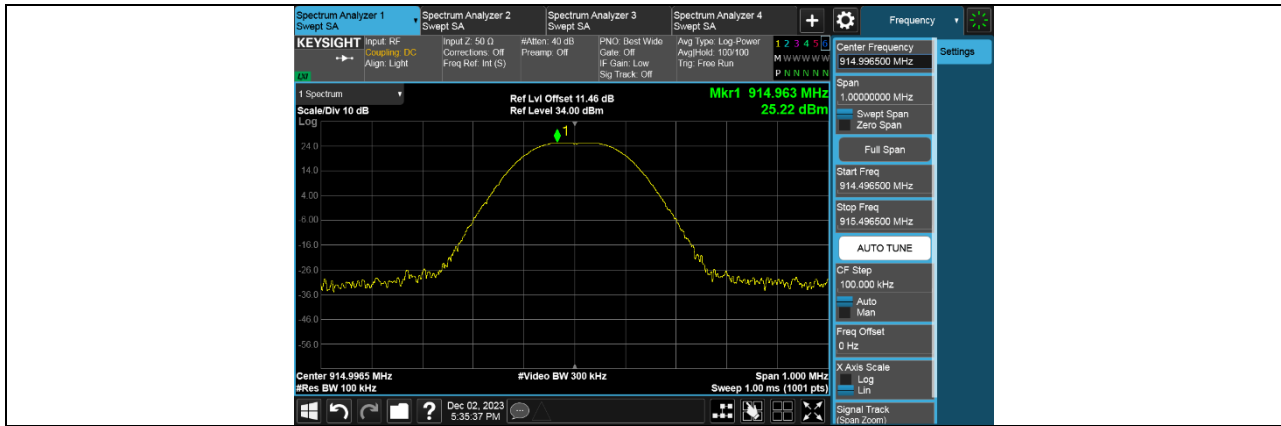 Spectrum Analyzer 1
Swept SA
Spectrum Analyzer 2
Swept SA
Spectrum Analyzer 3
Swept SA
Spectrum Analyzer 4
Swept SA
+
Frequency
KEYSIGHT
LXI
Input: RF
Coupling: DC
Align: Light
Input Z: 50 Ω
Corrections: Off
Freq Ref: Int (S)
#Atten: 40 dB
Preamp: Off
PNO: Best Wide
Gate: Off
IF Gain: Low
Sig Track: Off
Avg Type: Log-Power
Avg|Hold: 100/100
Trig: Free Run
1 2 3 4 5 6
M W W W W W
P N N N N N
1 Spectrum
Scale/Div 10 dB
Ref Lvl Offset 11.46 dB
Ref Level 34.00 dBm
Mkr1 914.963 MHz
25.22 dBm
Log
1
24.0
14.0
4.00
-6.00
-16.0
-26.0
-36.0
-46.0
-56.0
Center 914.9965 MHz
#Res BW 100 kHz
#Video BW 300 kHz
Span 1.000 MHz
Sweep 1.00 ms (1001 pts)
?
Dec 02, 2023
5:35:37 PM
Center Frequency
914.996500 MHz
Span
1.00000000 MHz
Swept Span
Zero Span
Full Span
Start Freq
914.496500 MHz
Stop Freq
915.496500 MHz
AUTO TUNE
CF Step
100.000 kHz
Auto
Man
Freq Offset
0 Hz
X Axis Scale
Log
Lin
Signal Track
(Span Zoom)
Settings